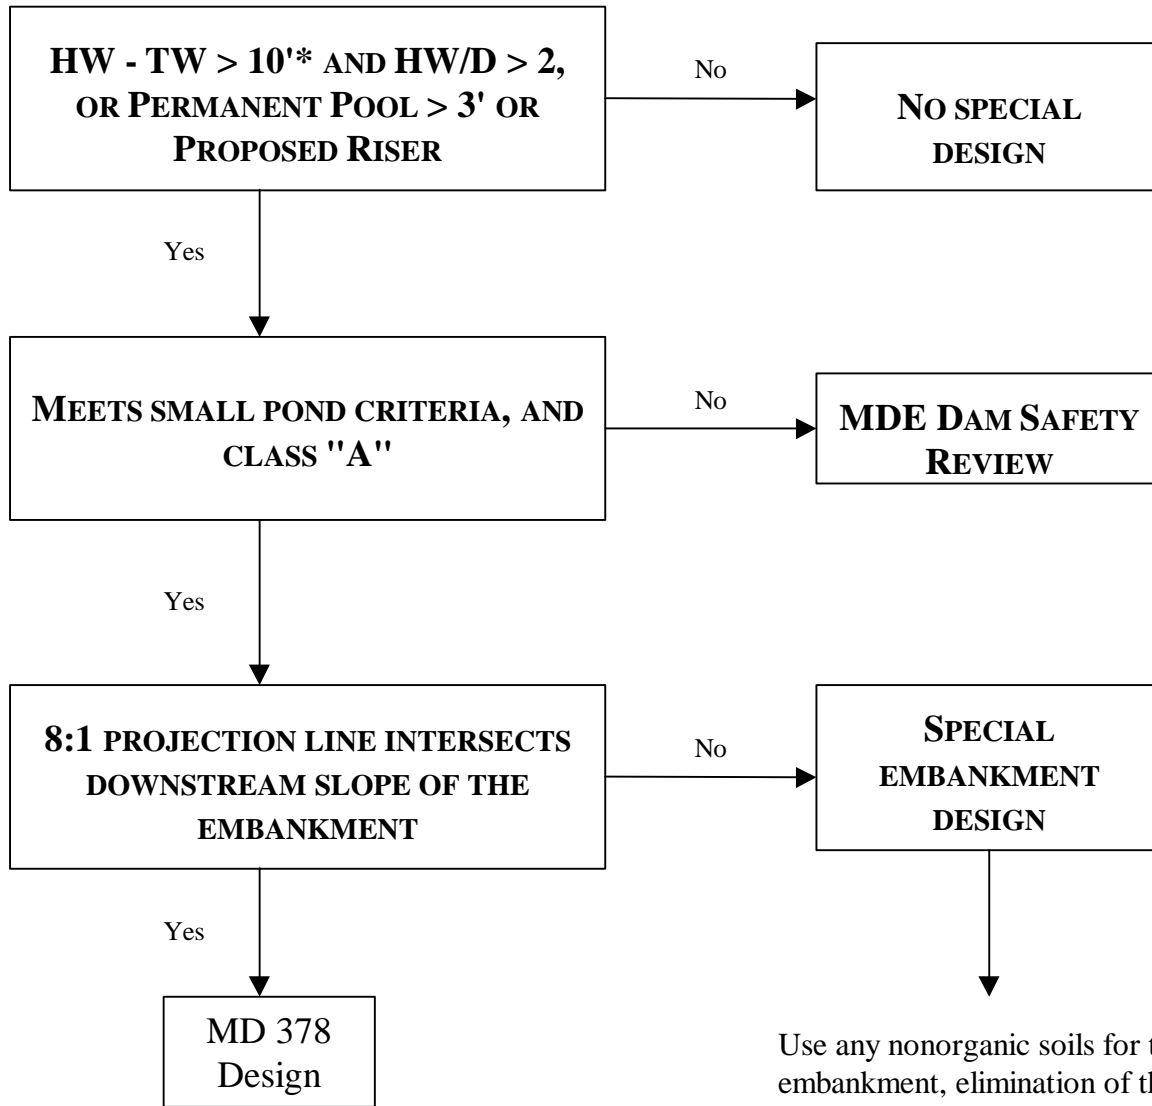 HW - TW > 10'* AND HW/D > 2,
OR PERMANENT POOL > 3' OR
PROPOSED RISER
No
NO SPECIAL
DESIGN
Yes
MEETS SMALL POND CRITERIA, AND
CLASS "A"
No
MDE DAM SAFETY
REVIEW
Yes
8:1 PROJECTION LINE INTERSECTS
DOWNSTREAM SLOPE OF THE
EMBANKMENT
No
SPECIAL
EMBANKMENT
DESIGN
Yes
MD 378
Design
Use any nonorganic soils for
embankment, elimination of